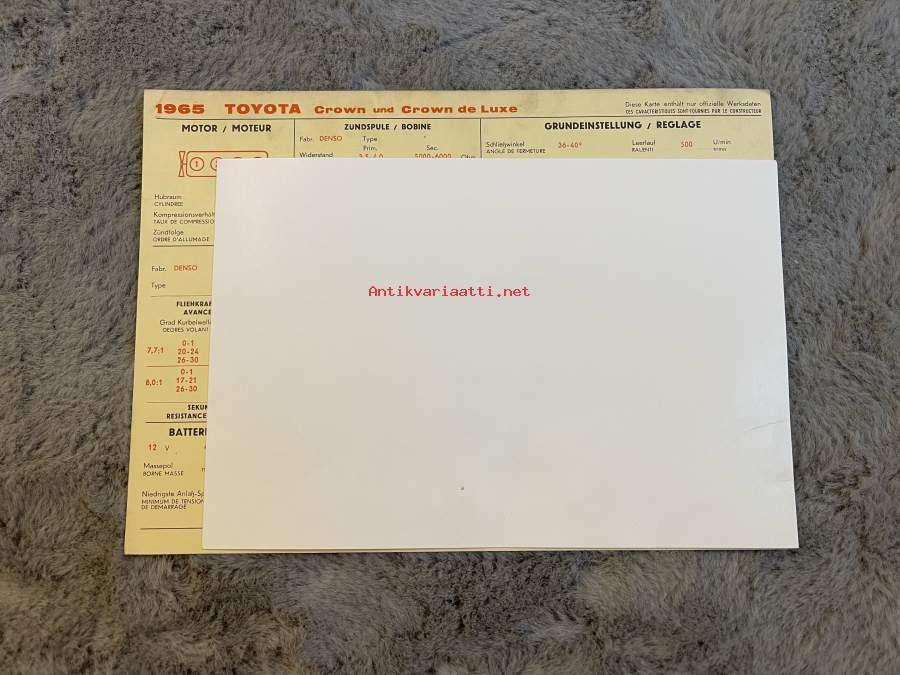 1965 TOYOTA Crown und Crown de Luxe
Diese Karte enthält nur offizielle Werksdaten
CES CARACTERISTIQUES SONT FOURNIES PAR LE CONSTRUCTEUR
MOTOR / MOTEUR
ZUNDSPULE / BOBINE
GRUNDEINSTELLUNG / REGLAGE
Fabr. DENSO Type
Prim. Sec.
Widerstand 5000-6000 Ohm
Schließwinkel 36-40° Leerlauf 500 U/min
ANGLE DE FERMETURE RALENTI
1
Hubraum
CYLINDREE
Kompressionsverhält
TAUX DE COMPRESSIO
Zündfolge
ORDRE D'ALLUMAGE
Fabr. DENSO
Type
FLIEHKRAF
AVANCE
Grad Kurbelwelle
DEGRES VOLANT
0-1
7,7:1 20-24
26-30
0-1
8,0:1 17-21
26-30
SEKUN
RESISTANCE
BATTERI
12 V
Massepol
BORNE MASSE
Niedrigste Anlaß-Sp
MINIMUM DE TENSION
DE DEMARRAGE
Antikvariaatti.net